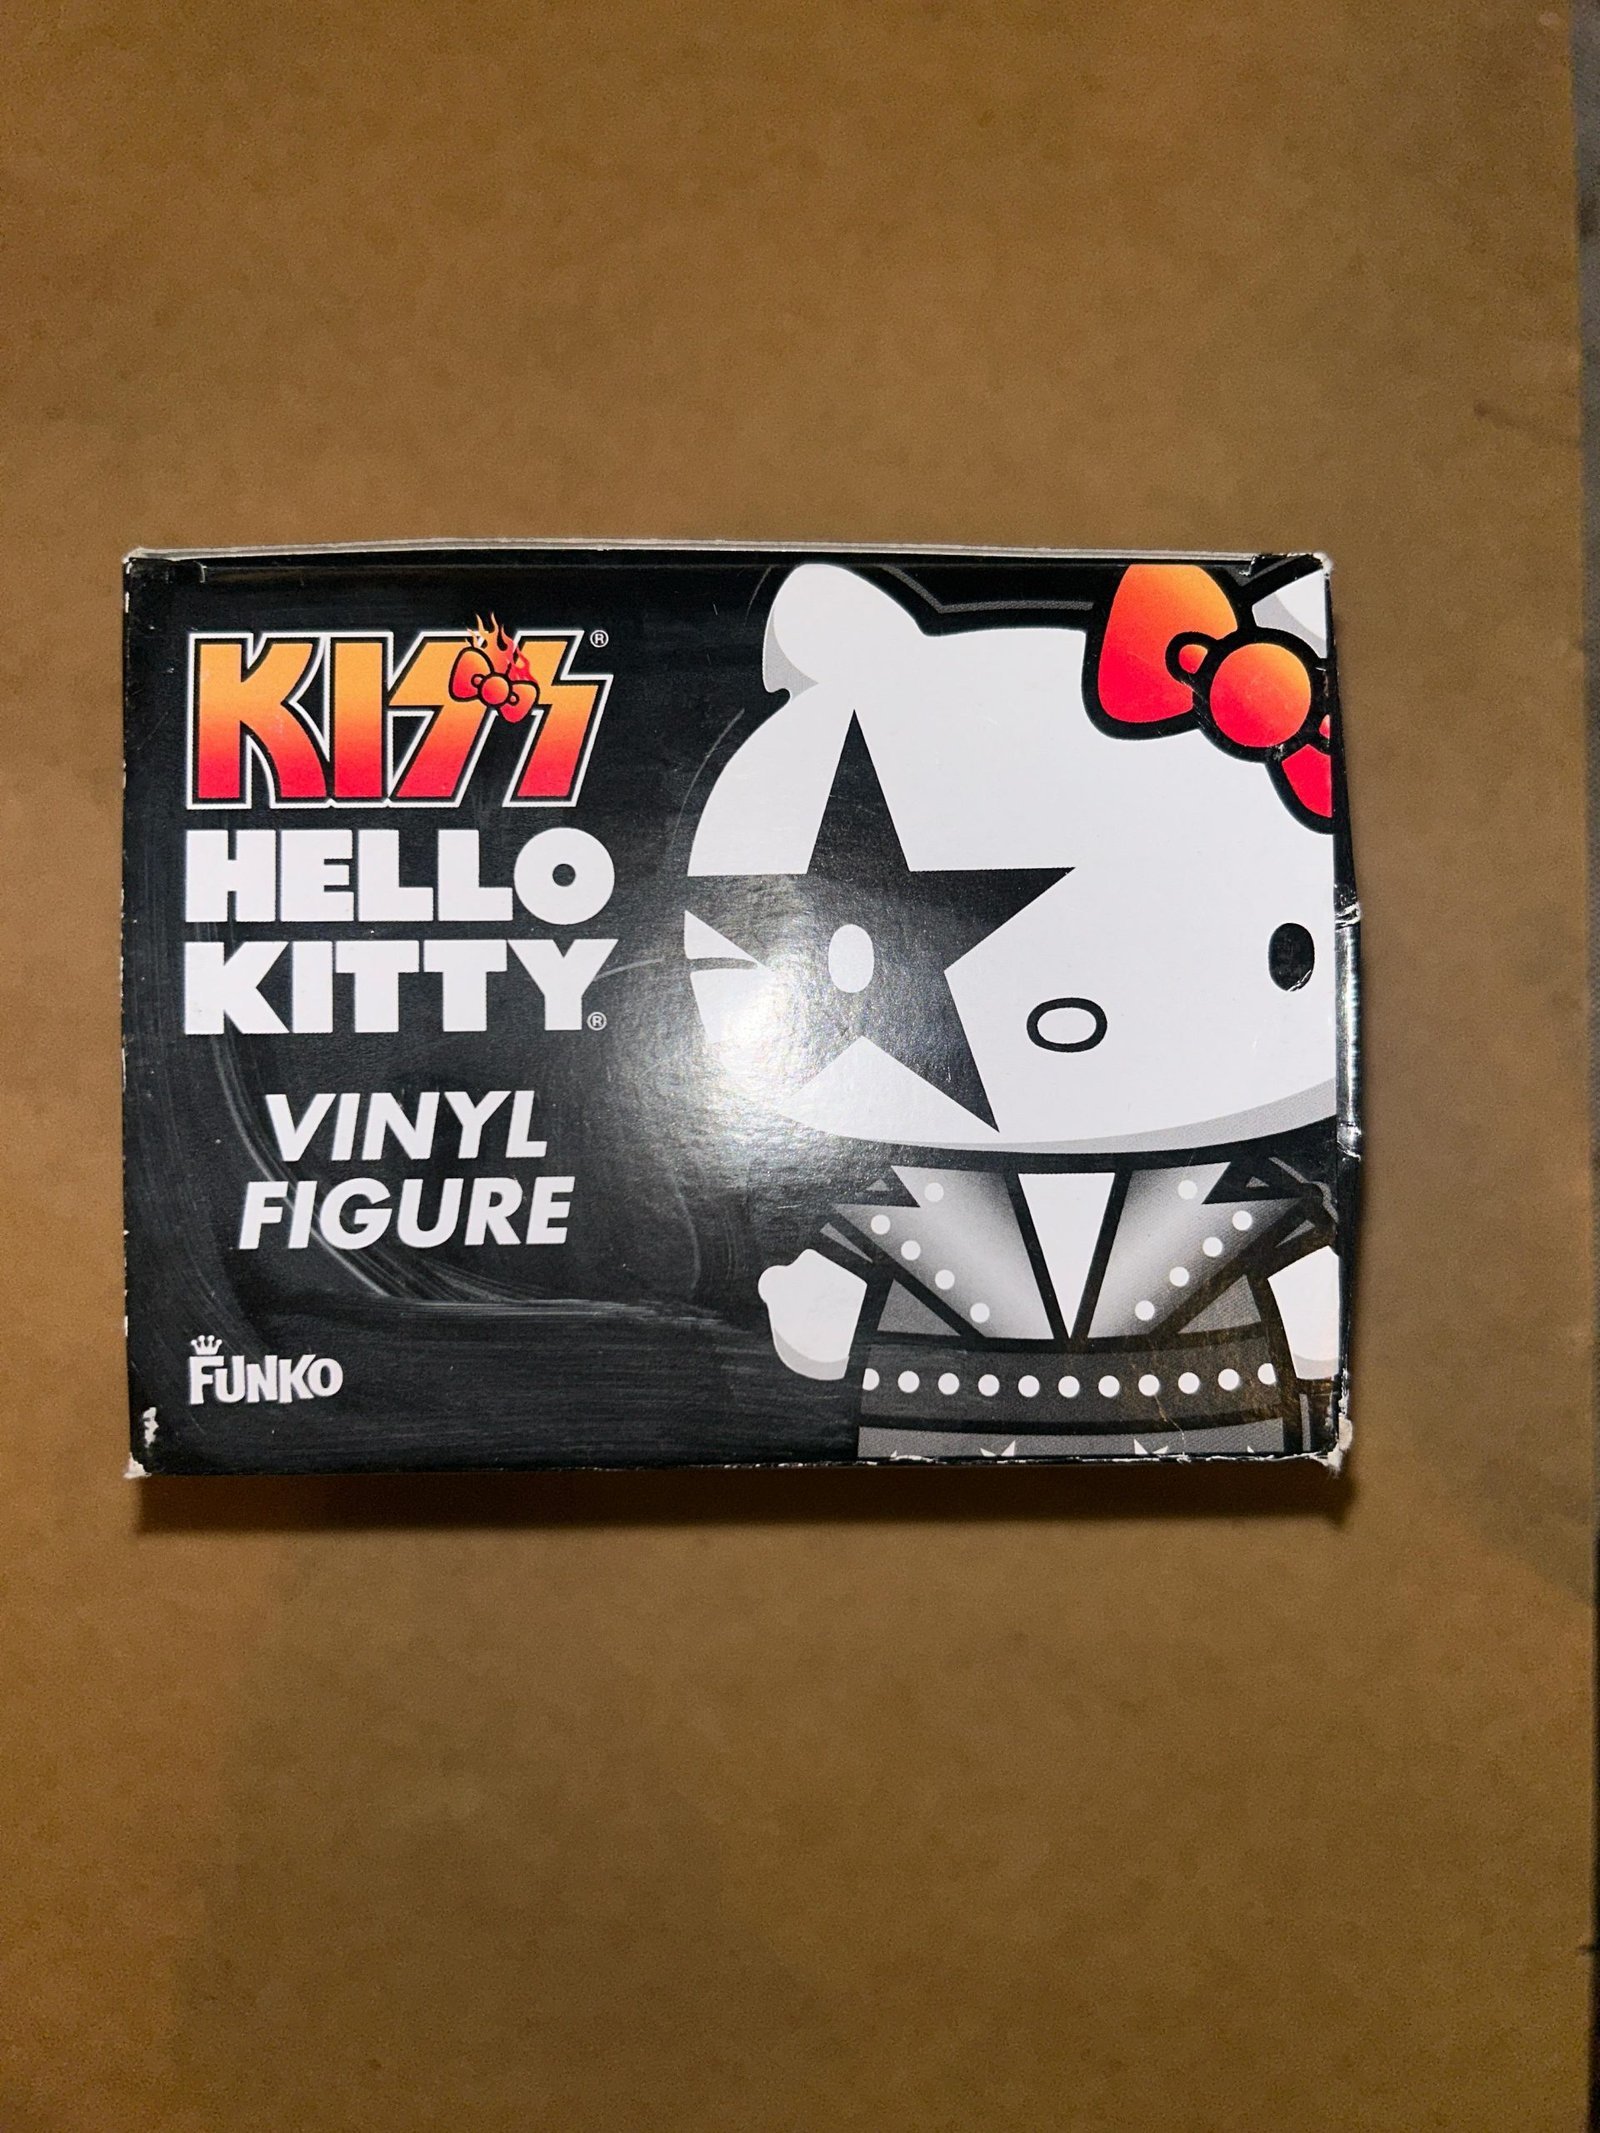 KISS®
HELLO
KITTY®
VINYL
FIGURE
FUNKO